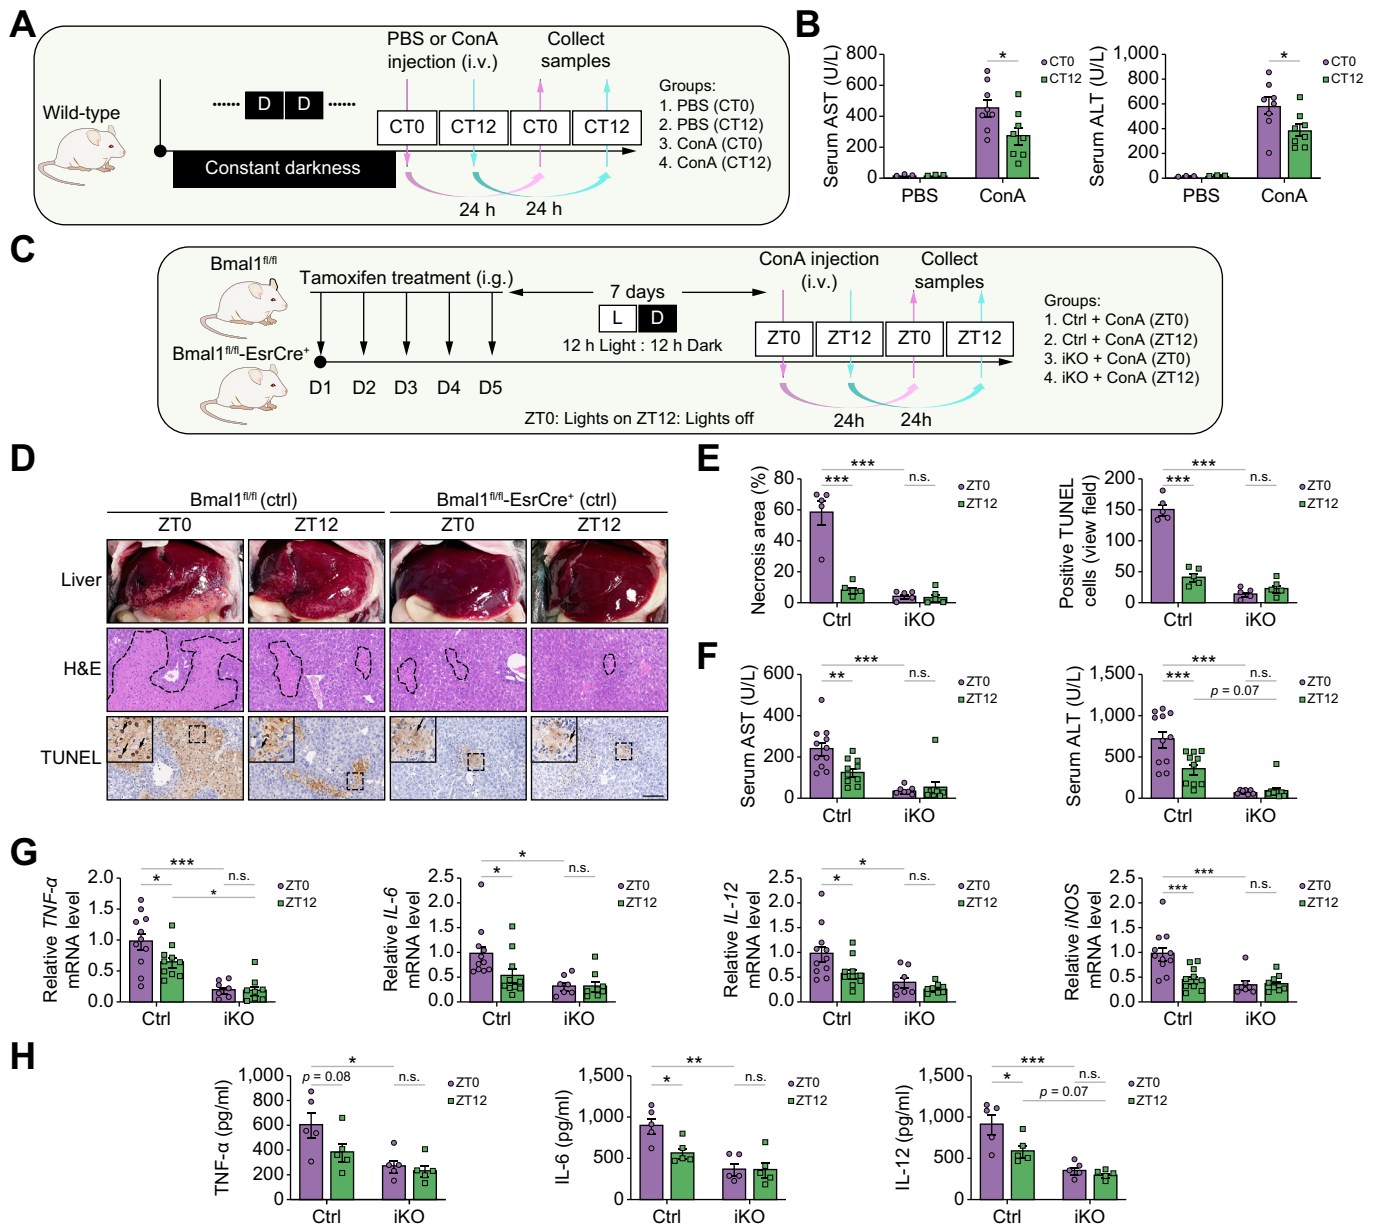 A
PBS or ConA
injection (i.v.)
Collect
samples
Wild-type
D D
CT0 CT12 CT0 CT12
Constant darkness
24 h 24 h
Groups:
1. PBS (CT0)
2. PBS (CT12)
3. ConA (CT0)
4. ConA (CT12)
B
Serum AST (U/L)
800
600
400
200
0
*
CT0
CT12
PBS ConA
Serum ALT (U/L)
1,000
800
600
400
200
0
*
CT0
CT12
PBS ConA
C
Bmal1fl/fl
Bmal1fl/fl-EsrCre+
Tamoxifen treatment (i.g.)
D1 D2 D3 D4 D5
7 days
L D
12 h Light : 12 h Dark
ZT0: Lights on ZT12: Lights off
ConA injection
(i.v.)
Collect
samples
ZT0 ZT12 ZT0 ZT12
24h 24h
Groups:
1. Ctrl + ConA (ZT0)
2. Ctrl + ConA (ZT12)
3. iKO + ConA (ZT0)
4. iKO + ConA (ZT12)
D
Bmal1fl/fl (ctrl) Bmal1fl/fl-EsrCre+ (ctrl)
ZT0 ZT12 ZT0 ZT12
Liver
H&E
TUNEL
E
Necrosis area (%)
80
60
40
20
0
***
***
n.s.
ZT0
ZT12
Ctrl iKO
Positive TUNEL
cells (view field)
200
150
100
50
0
***
***
n.s.
ZT0
ZT12
Ctrl iKO
F
Serum AST (U/L)
600
400
200
0
***
**
n.s.
ZT0
ZT12
Ctrl iKO
Serum ALT (U/L)
1,500
1,000
500
0
***
***
n.s.
p = 0.07
ZT0
ZT12
Ctrl iKO
G
Relative TNF-α
mRNA level
2.0
1.5
1.0
0.5
0.0
***
*
n.s.
*
ZT0
ZT12
Ctrl iKO
Relative IL-6
mRNA level
2.5
2.0
1.5
1.0
0.5
0.0
*
*
n.s.
ZT0
ZT12
Ctrl iKO
Relative IL-12
mRNA level
2.5
2.0
1.5
1.0
0.5
0.0
*
*
n.s.
ZT0
ZT12
Ctrl iKO
Relative iNOS
mRNA level
2.5
2.0
1.5
1.0
0.5
0.0
***
***
n.s.
ZT0
ZT12
Ctrl iKO
H
TNF-α (pg/ml)
1,000
800
600
400
200
0
*
p = 0.08
n.s.
ZT0
ZT12
Ctrl iKO
IL-6 (pg/ml)
1,500
1,000
500
0
**
*
n.s.
ZT0
ZT12
Ctrl iKO
IL-12 (pg/ml)
1,500
1,000
500
0
***
*
n.s.
p = 0.07
ZT0
ZT12
Ctrl iKO